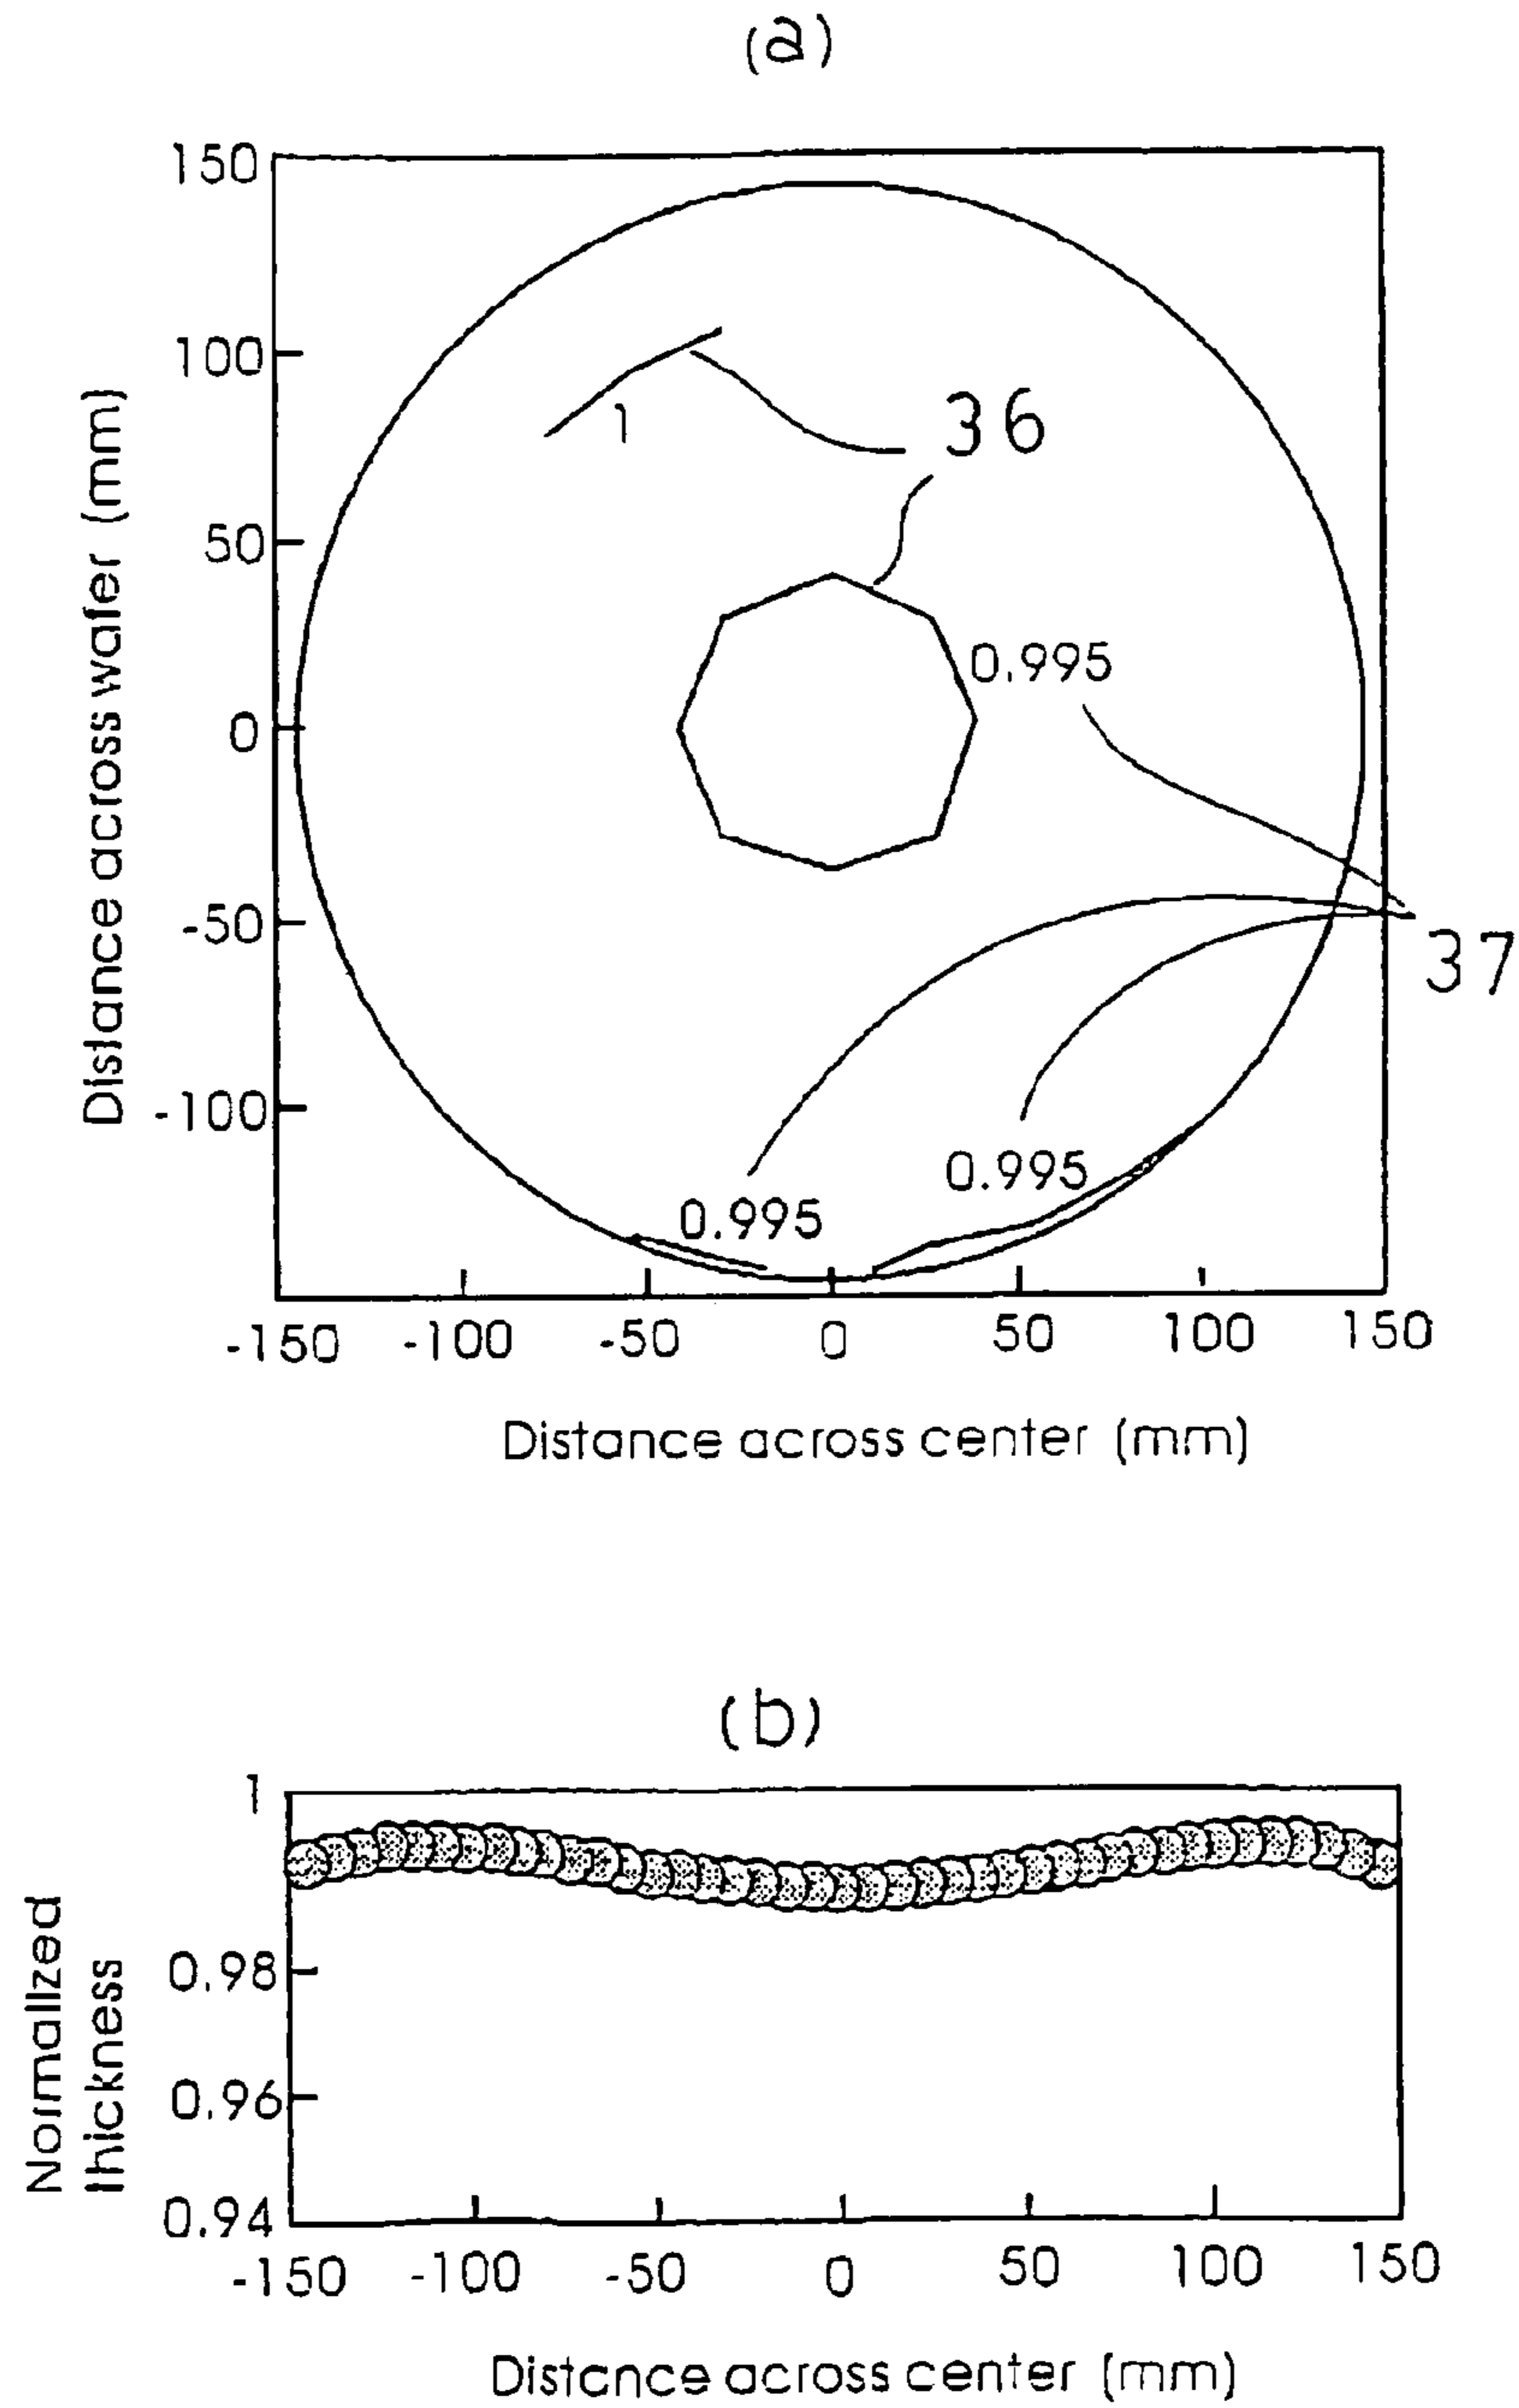 (a)
150
100
50
0
-50
-100
Distance across wafer (mm)
1
36
0.995
37
0.995
0.995
-150 -100 -50 0 50 100 150
Distance across center (mm)
(b)
1
0.98
0.96
0.94
Normalized
thickness
-150 -100 -50 0 50 100 150
Distance across center (mm)